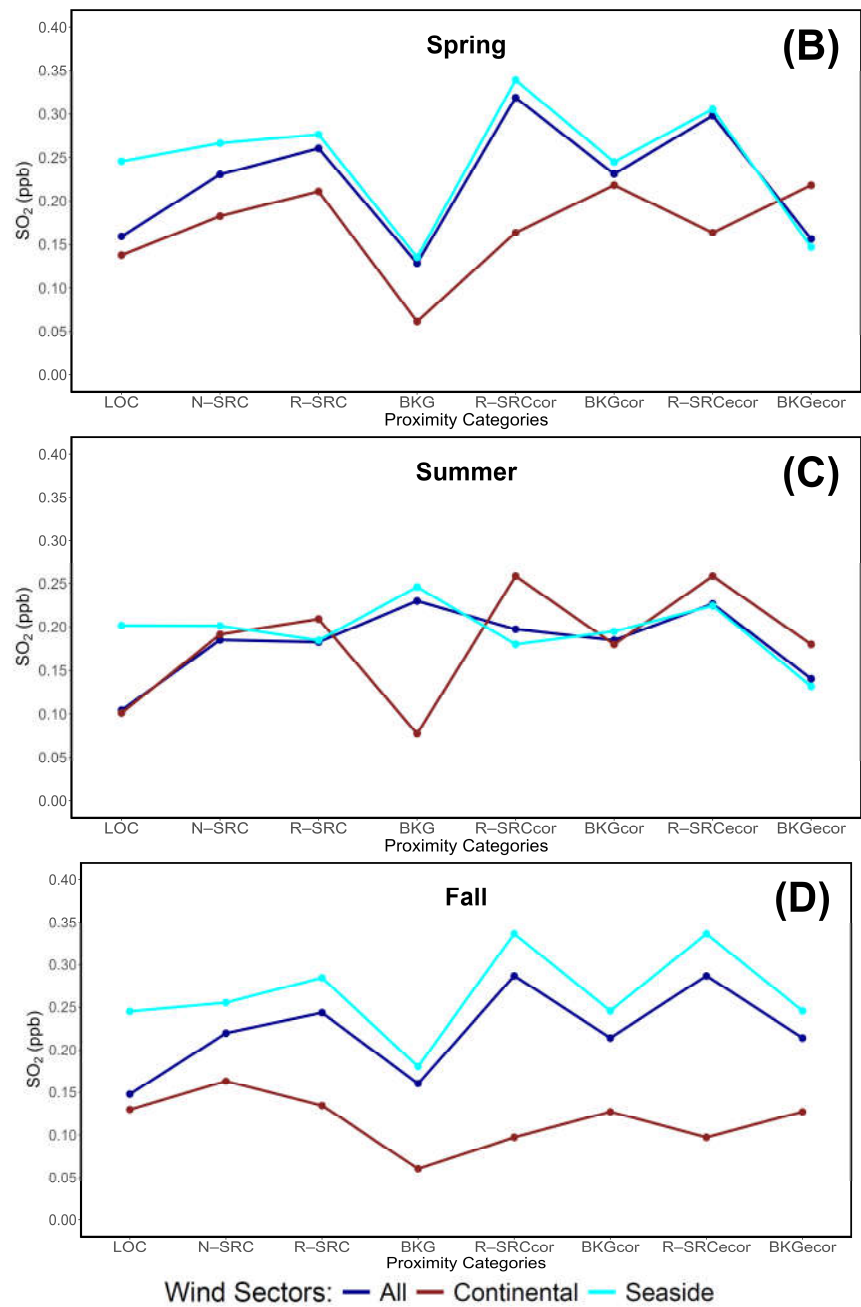 Spring
(B)
SO2 (ppb)
0.40
0.35
0.30
0.25
0.20
0.15
0.10
0.05
0.00
LOC N–SRC R–SRC BKG R–SRCcor BKGcor R–SRCecor BKGecor
Proximity Categories
Summer
(C)
SO2 (ppb)
0.40
0.35
0.30
0.25
0.20
0.15
0.10
0.05
0.00
LOC N–SRC R–SRC BKG R–SRCcor BKGcor R–SRCecor BKGecor
Proximity Categories
Fall
(D)
SO2 (ppb)
0.40
0.35
0.30
0.25
0.20
0.15
0.10
0.05
0.00
LOC N–SRC R–SRC BKG R–SRCcor BKGcor R–SRCecor BKGecor
Proximity Categories
Wind Sectors: All Continental Seaside